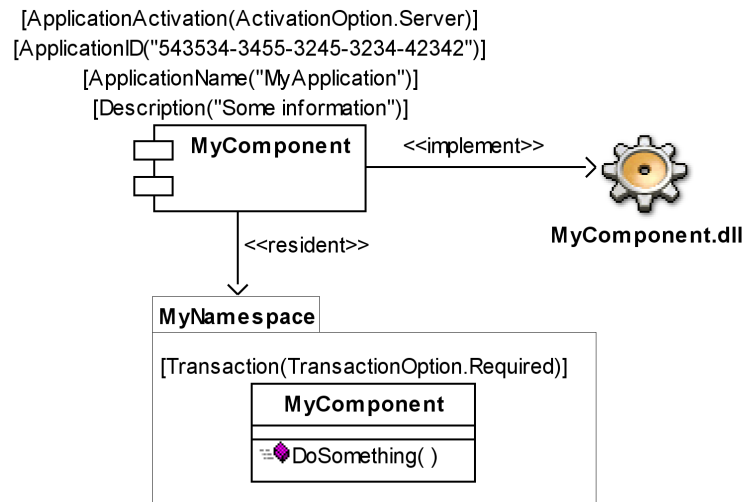 [ApplicationActivation(ActivationOption.Server)]
[ApplicationID("543534-3455-3245-3234-42342")]
[ApplicationName("MyApplication")]
[Description("Some information")]
MyComponent
<<implement>>
MyComponent.dll
<<resident>>
MyNamespace
[Transaction(TransactionOption.Required)]
MyComponent
DoSomething( )